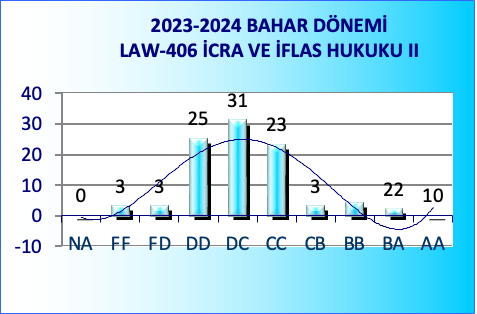 2023-2024 BAHAR DÖNEMİ
LAW-406 İCRA VE İFLAS HUKUKU II
40
30
20
10
0
-10
0 3 3 25 31 23 3 22 10
NA FF FD DD DC CC CB BB BA AA